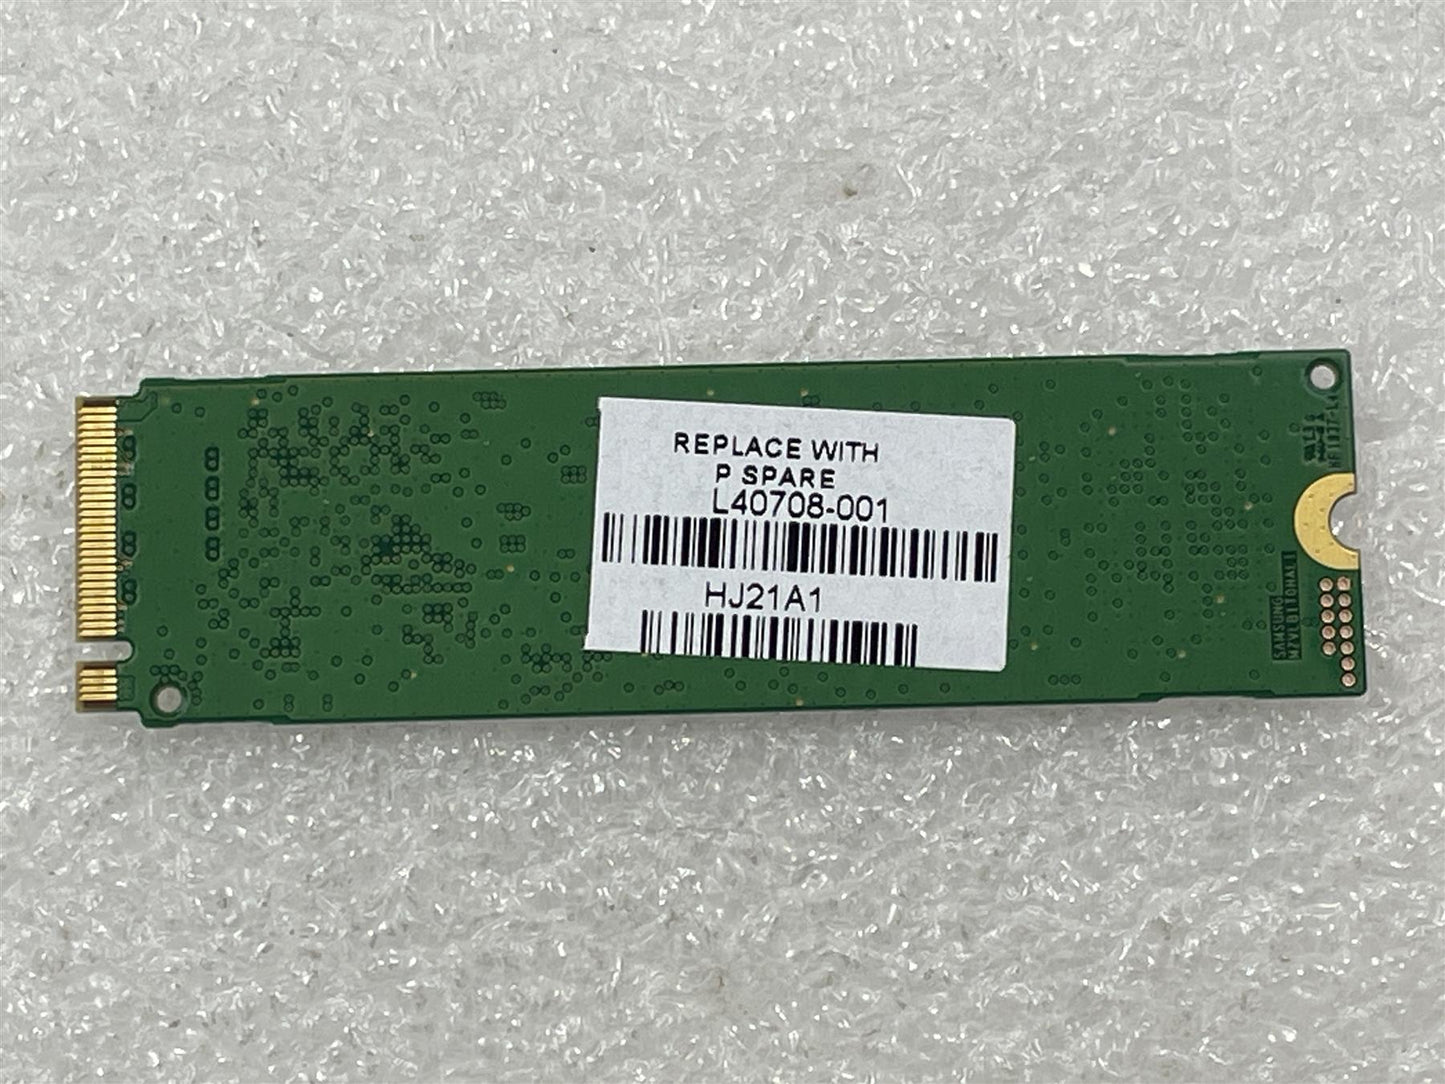 REPLACE WITH
P SPARE
L40708-001
HJ21A1
SAMSUNG